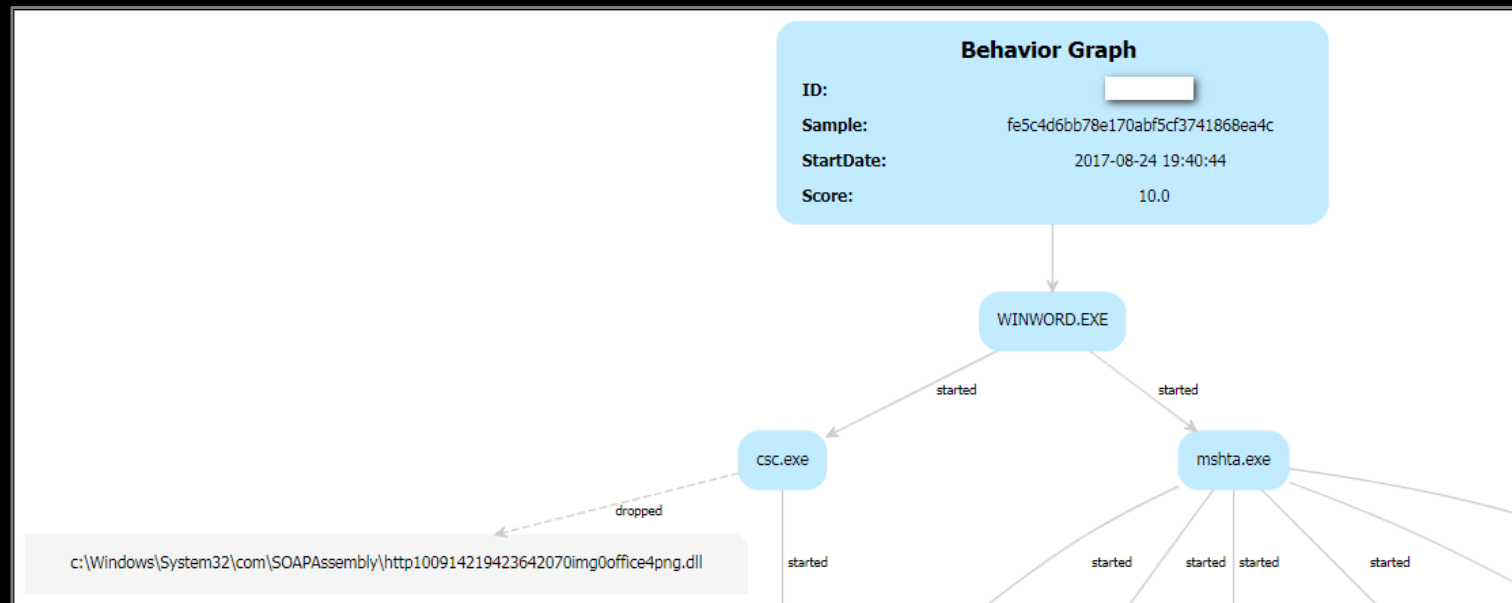 Behavior Graph
ID:
Sample: fe5c4d6bb78e170abf5cf3741868ea4c
StartDate: 2017-08-24 19:40:44
Score: 10.0
WINWORD.EXE
started started
csc.exe mshta.exe
dropped
c:\Windows\System32\com\SOAPAssembly\http100914219423642070img0office4png.dll
started started started started started